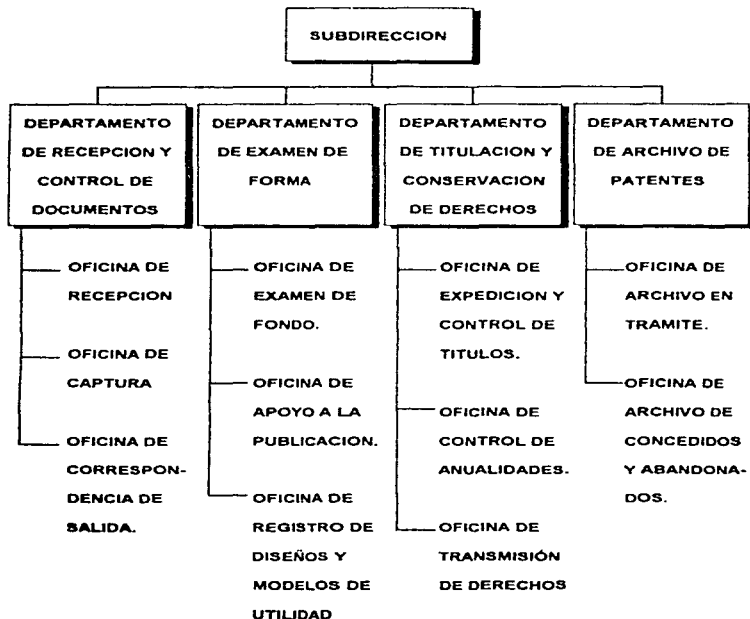 SUBDIRECCION
DEPARTAMENTO
DE RECEPCION Y
CONTROL DE
DOCUMENTOS
DEPARTAMENTO
DE EXAMEN DE
FORMA
DEPARTAMENTO
DE TITULACION Y
CONSERVACION
DE DERECHOS
DEPARTAMENTO
DE ARCHIVO DE
PATENTES
OFICINA DE
RECEPCION
OFICINA DE
CAPTURA
OFICINA DE
CORRESPON-
DENCIA DE
SALIDA.
OFICINA DE
EXAMEN DE
FONDO.
OFICINA DE
APOYO A LA
PUBLICACION.
OFICINA DE
REGISTRO DE
DISEÑOS Y
MODELOS DE
UTILIDAD
OFICINA DE
EXPEDICION Y
CONTROL DE
TITULOS.
OFICINA DE
CONTROL DE
ANUALIDADES.
OFICINA DE
TRANSMISIÓN
DE DERECHOS
OFICINA DE
ARCHIVO EN
TRAMITE.
OFICINA DE
ARCHIVO DE
CONCEDIDOS
Y ABANDONA-
DOS.